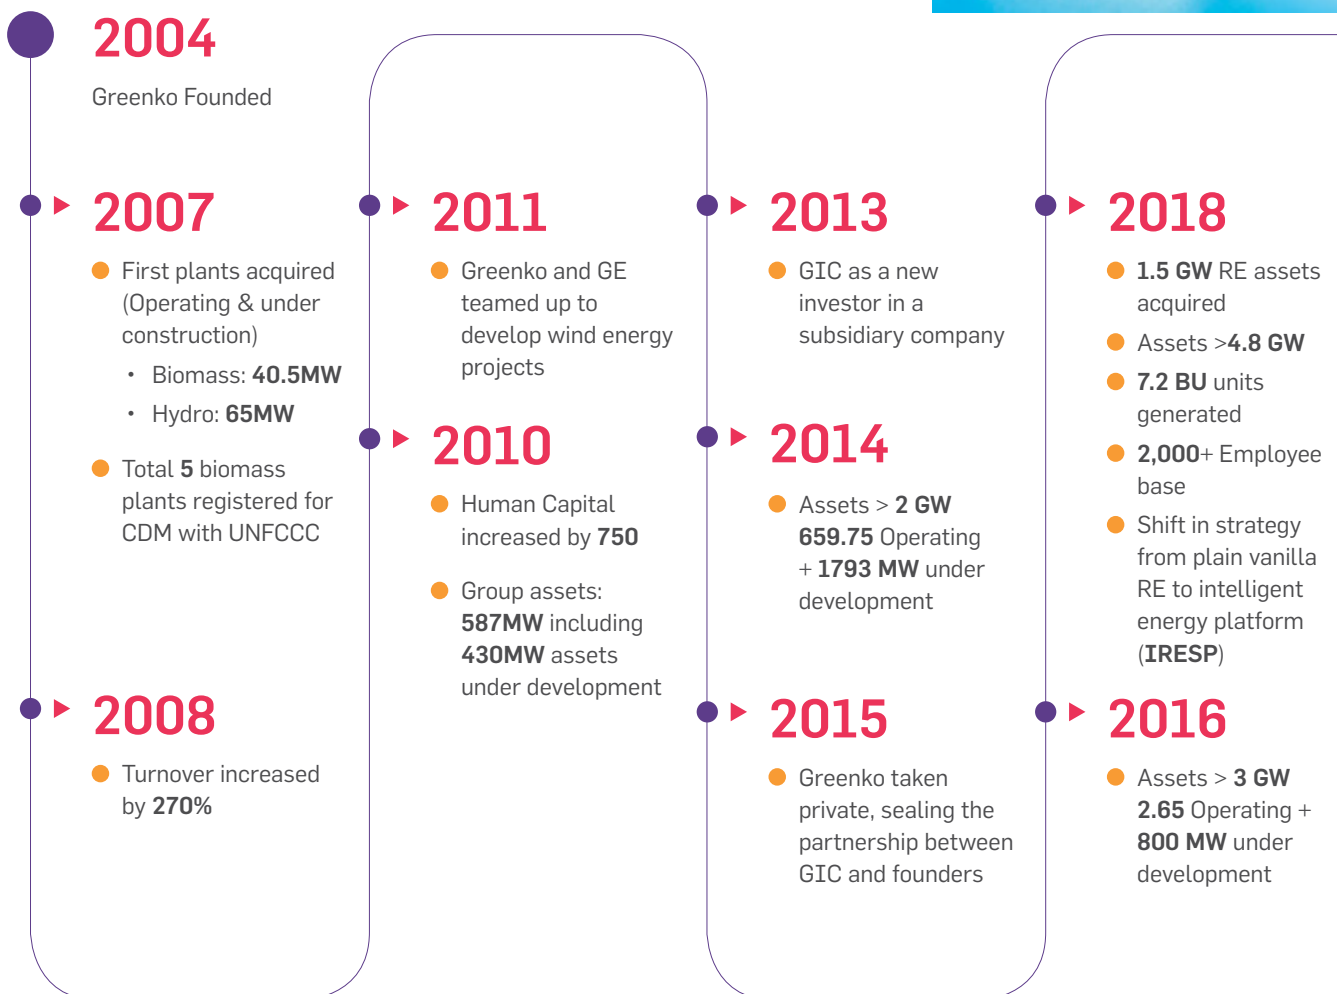 2004
Greenko Founded
2007
First plants acquired
(Operating & under
construction)
• Biomass: 40.5MW
• Hydro: 65MW
Total 5 biomass
plants registered for
CDM with UNFCCC
2008
Turnover increased
by 270%
2011
Greenko and GE
teamed up to
develop wind energy
projects
2010
Human Capital
increased by 750
Group assets:
587MW including
430MW assets
under development
2013
GIC as a new
investor in a
subsidiary company
2014
Assets > 2 GW
659.75 Operating
+ 1793 MW under
development
2015
Greenko taken
private, sealing the
partnership between
GIC and founders
2018
1.5 GW RE assets
acquired
Assets >4.8 GW
7.2 BU units
generated
2,000+ Employee
base
Shift in strategy
from plain vanilla
RE to intelligent
energy platform
(IRESP)
2016
Assets > 3 GW
2.65 Operating +
800 MW under
development